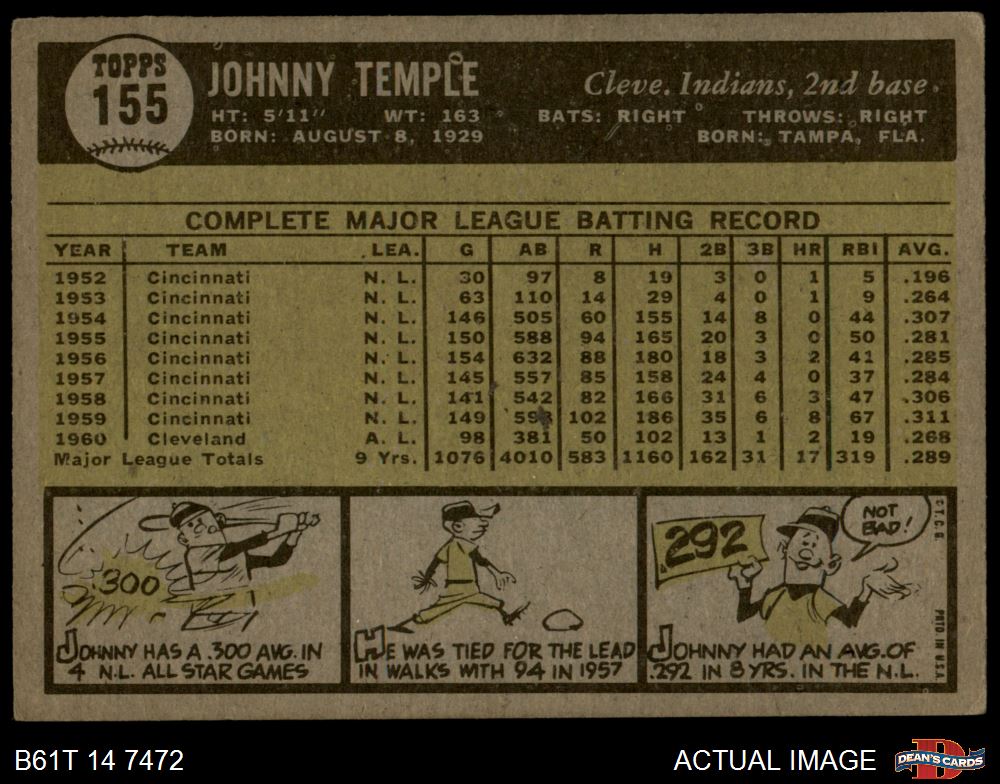 TOPPS
155
JOHNNY TEMPLE
Cleve. Indians, 2nd base
HT: 5'11" WT: 163 BATS: RIGHT THROWS: RIGHT
BORN: AUGUST 8, 1929 BORN: TAMPA, FLA.
COMPLETE MAJOR LEAGUE BATTING RECORD
YEAR TEAM LEA. G AB R H 2B 3B HR RBI AVG.
1952 Cincinnati N. L. 30 97 8 19 3 0 1 5 .196
1953 Cincinnati N. L. 63 110 14 29 4 0 1 9 .264
1954 Cincinnati N. L. 146 505 60 155 14 8 0 44 .307
1955 Cincinnati N. L. 150 588 94 165 20 3 0 50 .281
1956 Cincinnati N. L. 154 632 88 180 18 3 2 41 .285
1957 Cincinnati N. L. 145 557 85 158 24 4 0 37 .284
1958 Cincinnati N. L. 141 542 82 166 31 6 3 47 .306
1959 Cincinnati N. L. 149 598 102 186 35 6 8 67 .311
1960 Cleveland A. L. 98 381 50 102 13 1 2 19 .268
Major League Totals 9 Yrs. 1076 4010 583 1160 162 31 17 319 .289
.300
JOHNNY HAS A .300 AVG. IN
4 N.L. ALL STAR GAMES
HE WAS TIED FOR THE LEAD
IN WALKS WITH 94 IN 1957
.292
NOT
BAD!
JOHNNY HAD AN AVG. OF
.292 IN 8 YRS. IN THE N.L.
© T.C.G. PRTD IN U.S.A.
B61T 14 7472
ACTUAL IMAGE
DEAN'S CARDS